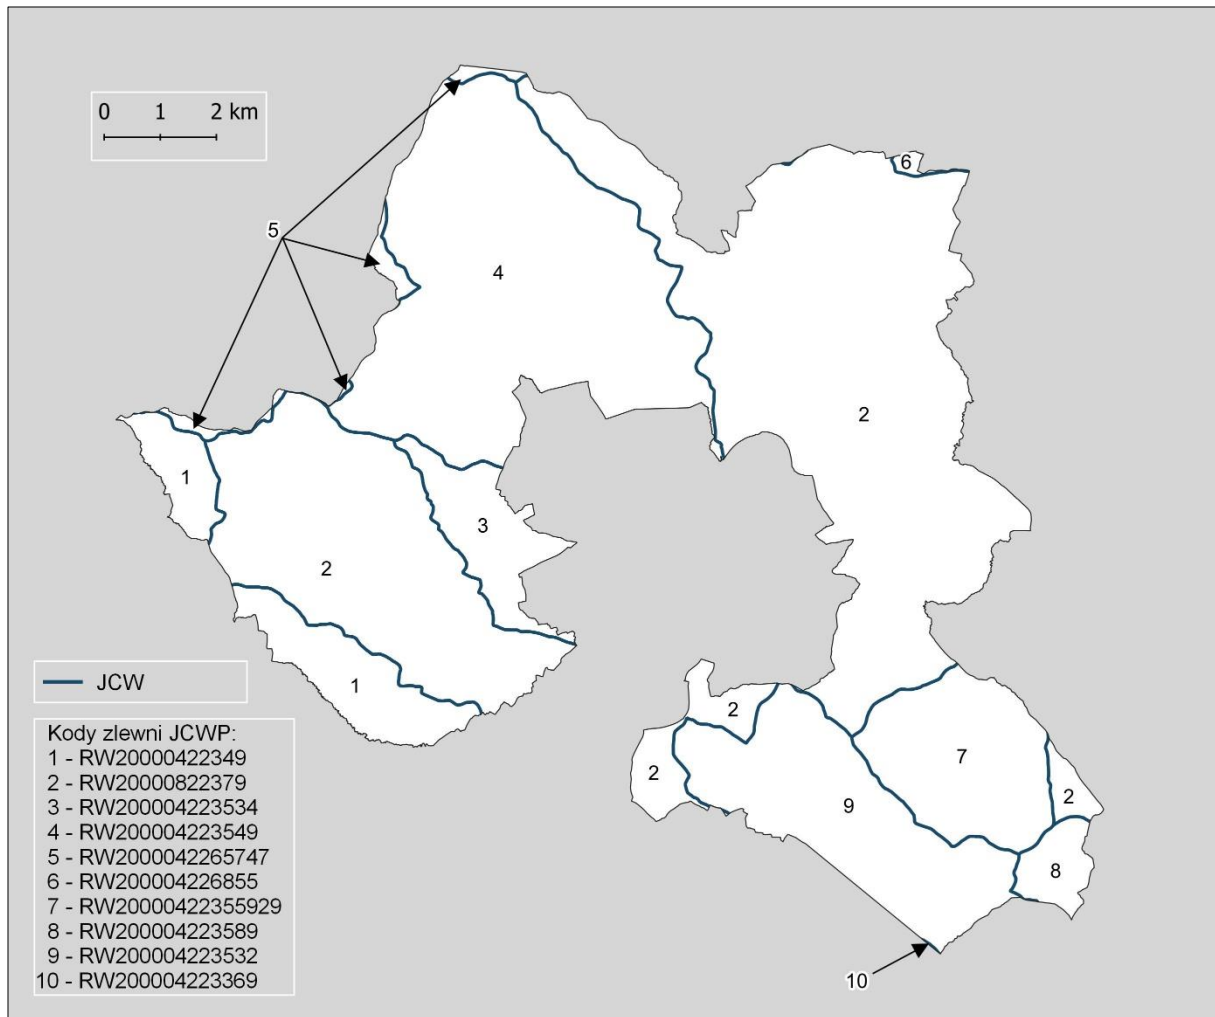 0 1 2 km
6
5
4
2
1
3
2
1
2
7
2
2
9
8
10
JCW
Kody zlewni JCWP:
1 - RW20000422349
2 - RW20000822379
3 - RW200004223534
4 - RW200004223549
5 - RW2000042265747
6 - RW200004226855
7 - RW20000422355929
8 - RW200004223589
9 - RW200004223532
10 - RW200004223369